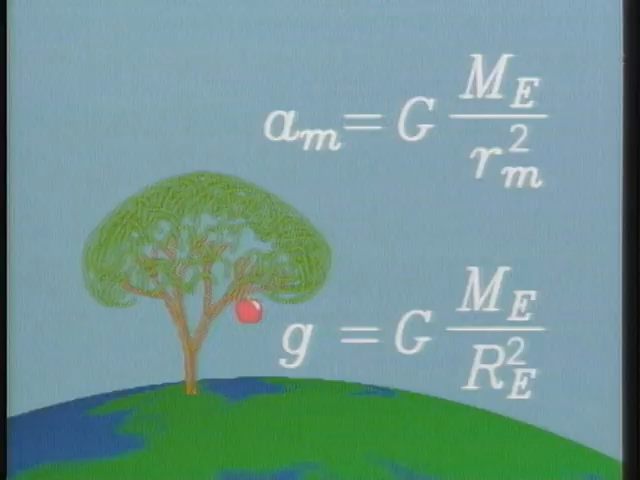 a_m = G M_E / r_m^2
g = G M_E / R_E^2